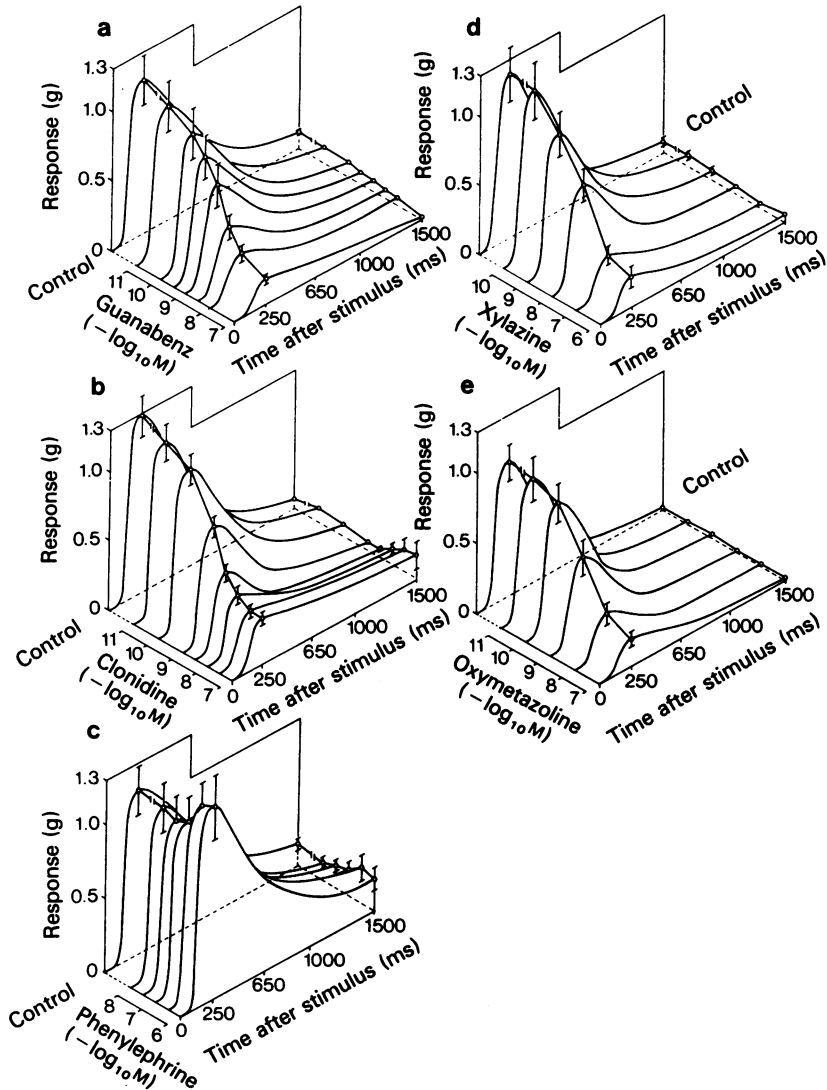 a
Response (g)
1.3
1.0
0.5
0
Control
11
10
9
8
7
Guanabenz
(−log₁₀M)
0
250
650
1000
1500
Time after stimulus (ms)
d
Response (g)
1.3
1.0
0.5
0
Control
10
9
8
7
6
Xylazine
(−log₁₀M)
0
250
650
1000
1500
Time after stimulus (ms)
b
Response (g)
1.3
1.0
0.5
0
Control
11
10
9
8
7
Clonidine
(−log₁₀M)
0
250
650
1000
1500
Time after stimulus (ms)
e
Response (g)
1.3
1.0
0.5
0
Control
11
10
9
8
7
Oxymetazoline
(−log₁₀M)
0
250
650
1000
1500
Time after stimulus (ms)
c
Response (g)
1.3
1.0
0.5
0
Control
8
7
6
Phenylephrine
(−log₁₀M)
0
250
650
1000
1500
Time after stimulus (ms)